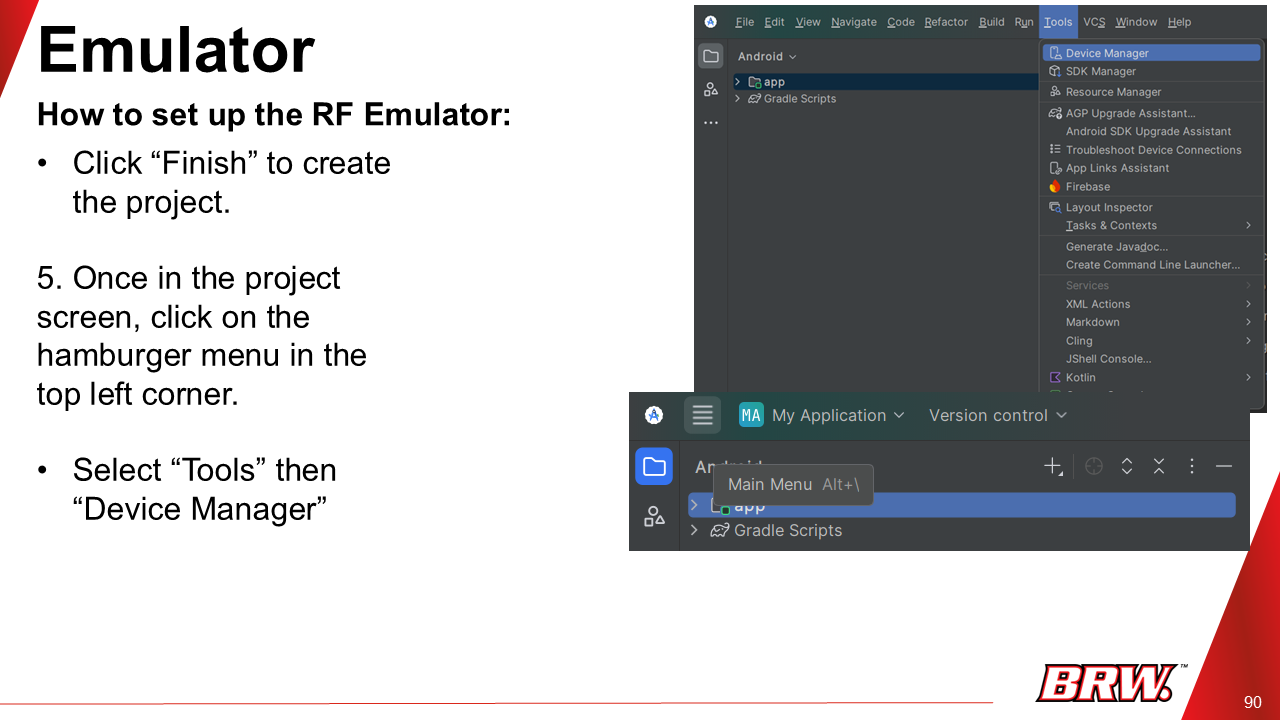 Emulator
How to set up the RF Emulator:
• Click “Finish” to create
the project.
5. Once in the project
screen, click on the
hamburger menu in the
top left corner.
• Select “Tools” then
“Device Manager”
File Edit View Navigate Code Refactor Build Run Tools VCS Window Help
Android
app
Gradle Scripts
Device Manager
SDK Manager
Resource Manager
AGP Upgrade Assistant...
Android SDK Upgrade Assistant
Troubleshoot Device Connections
App Links Assistant
Firebase
Layout Inspector
Tasks & Contexts
Generate Javadoc...
Create Command Line Launcher...
Services
XML Actions
Markdown
Cling
JShell Console...
Kotlin
MA My Application Version control
Main Menu Alt+\
app
Gradle Scripts
BRW.™
90